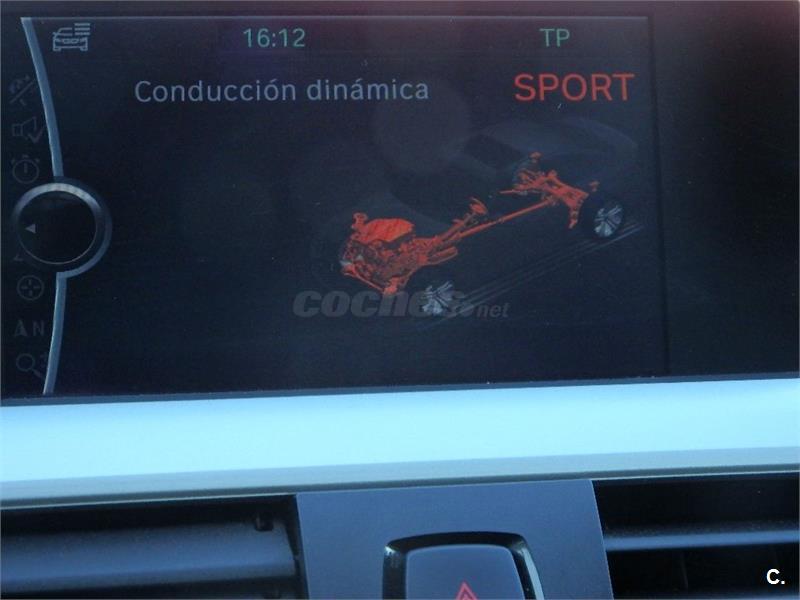 16:12 TP
Conducción dinámica SPORT
coches.net
N
C.